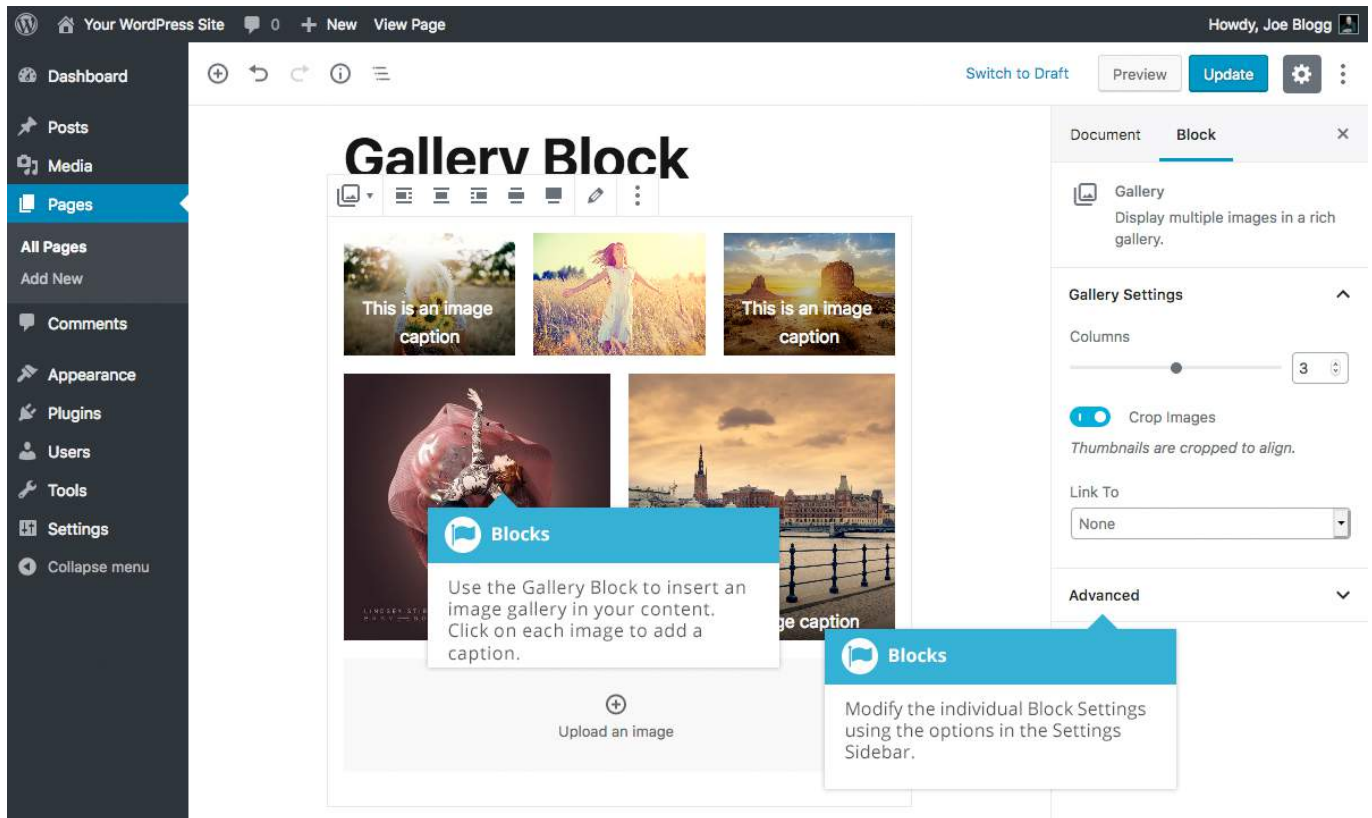 Your WordPress Site 0 New View Page Howdy, Joe Blogg
Dashboard
Posts
Media
Pages
All Pages
Add New
Comments
Appearance
Plugins
Users
Tools
Settings
Collapse menu
Switch to Draft Preview Update
Gallery Block
This is an image
caption
This is an image
caption
Blocks
Use the Gallery Block to insert an
image gallery in your content.
Click on each image to add a
caption.
caption
Upload an image
Document Block
Gallery
Display multiple images in a rich
gallery.
Gallery Settings
Columns
3
Crop Images
Thumbnails are cropped to align.
Link To
None
Advanced
Blocks
Modify the individual Block Settings
using the options in the Settings
Sidebar.